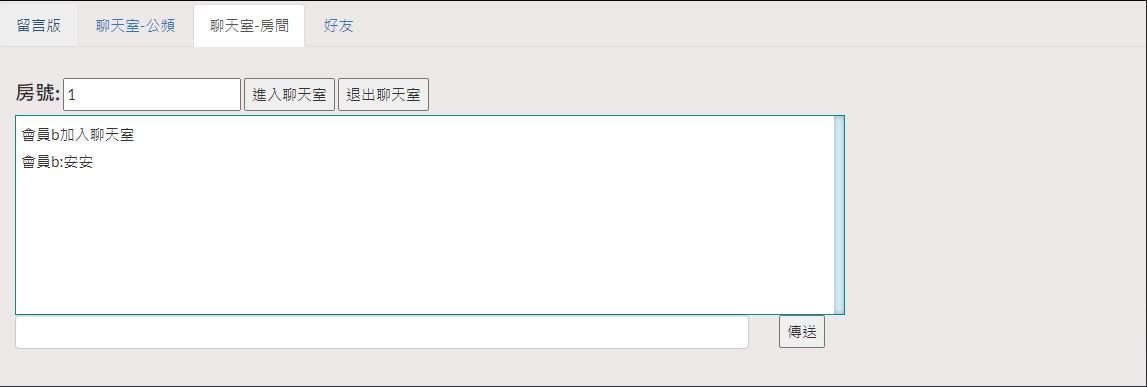 留言版 聊天室-公頻 聊天室-房間 好友
房號: 1 進入聊天室 退出聊天室
會員b加入聊天室
會員b:安安
傳送